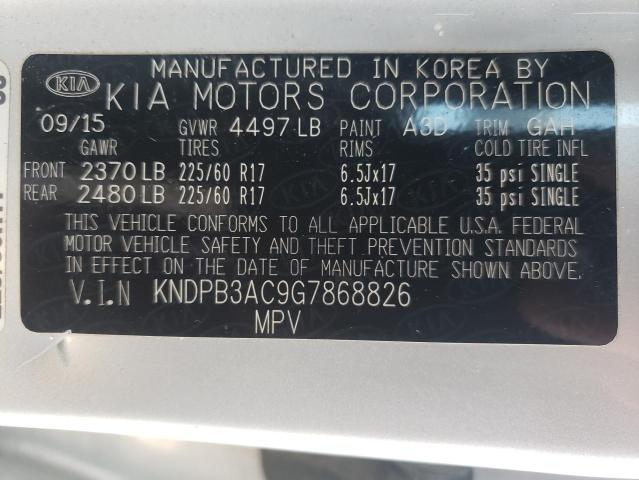 MANUFACTURED IN KOREA BY
KIA KIA MOTORS CORPORATION
09/15 GVWR 4497 LB PAINT A3D TRIM GAH
GAWR TIRES RIMS COLD TIRE INFL
FRONT 2370 LB 225/60 R17 6.5Jx17 35 psi SINGLE
REAR 2480 LB 225/60 R17 6.5Jx17 35 psi SINGLE
THIS VEHICLE CONFORMS TO ALL APPLICABLE U.S.A. FEDERAL
MOTOR VEHICLE SAFETY AND THEFT PREVENTION STANDARDS
IN EFFECT ON THE DATE OF MANUFACTURE SHOWN ABOVE.
V.I.N KNDPB3AC9G7868826
MPV